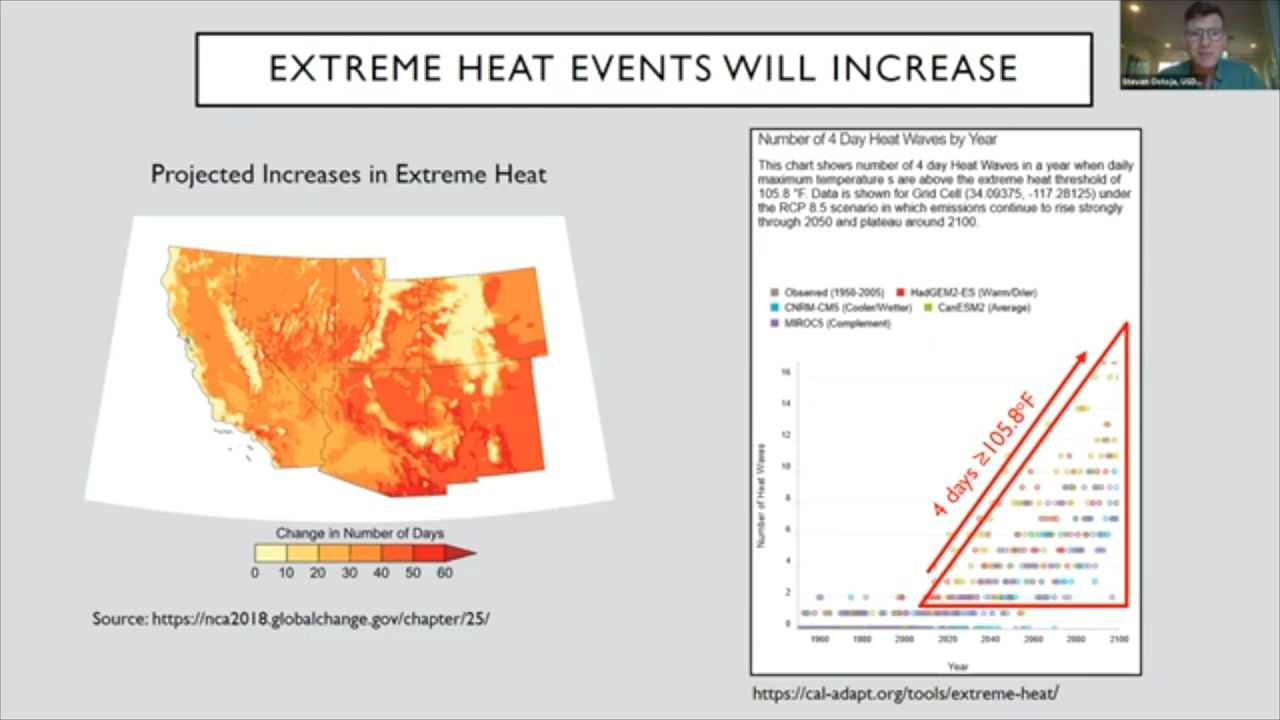 EXTREME HEAT EVENTS WILL INCREASE
Stevan Ostoja, USD...
Projected Increases in Extreme Heat
Change in Number of Days
0 10 20 30 40 50 60
Source: https://nca2018.globalchange.gov/chapter/25/
Number of 4 Day Heat Waves by Year
This chart shows number of 4 day Heat Waves in a year when daily
maximum temperature s are above the extreme heat threshold of
105.8 °F. Data is shown for Grid Cell (34.09375, -117.28125) under
the RCP 8.5 scenario in which emissions continue to rise strongly
through 2050 and plateau around 2100.
Observed (1950-2005) HadGEM2-ES (Warm/Drier)
CNRM-CM5 (Cooler/Wetter) CanESM2 (Average)
MIROC5 (Complement)
4 days ≥105.8°F
Number of Heat Waves
16
14
12
10
8
6
4
2
0
1960 1980 2000 2020 2040 2060 2080 2100
Year
https://cal-adapt.org/tools/extreme-heat/